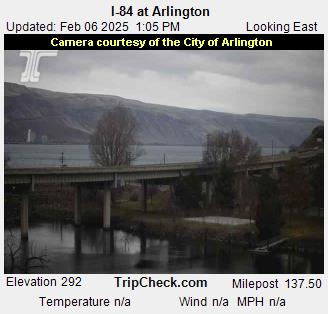 I-84 at Arlington
Updated: Feb 06 2025 1:05 PM Looking East
Camera courtesy of the City of Arlington
Elevation 292 TripCheck.com Milepost 137.50
Temperature n/a Wind n/a MPH n/a